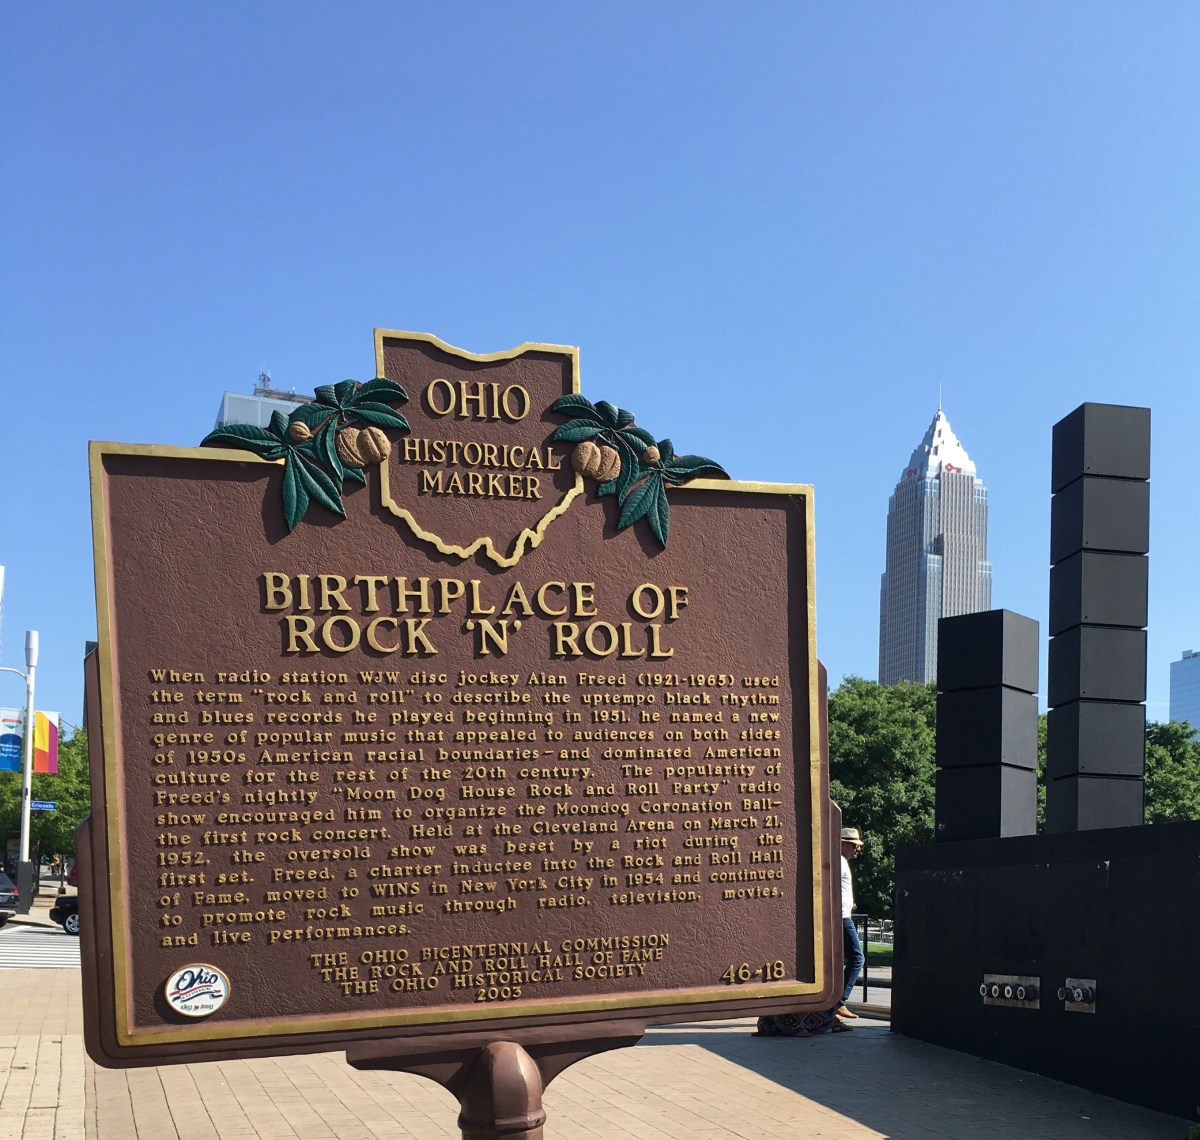 OHIO
HISTORICAL
MARKER
BIRTHPLACE OF
ROCK 'N' ROLL
When radio station WJW disc jockey Alan Freed (1921-1965) used
the term "rock and roll" to describe the uptempo black rhythm
and blues records he played beginning in 1951, he named a new
genre of popular music that appealed to audiences on both sides
of 1950s American racial boundaries—and dominated American
culture for the rest of the 20th century. The popularity of
Freed's nightly "Moon Dog House Rock and Roll Party" radio
show encouraged him to organize the Moondog Coronation Ball—
the first rock concert. Held at the Cleveland Arena on March 21,
1952, the oversold show was beset by a riot during the
first set. Freed, a charter inductee into the Rock and Roll Hall
of Fame, moved to WINS in New York City in 1954 and continued
to promote rock music through radio, television, movies,
and live performances.
THE OHIO BICENTENNIAL COMMISSION
THE ROCK AND ROLL HALL OF FAME
THE OHIO HISTORICAL SOCIETY
2003
46-18
Ohio
Erieside